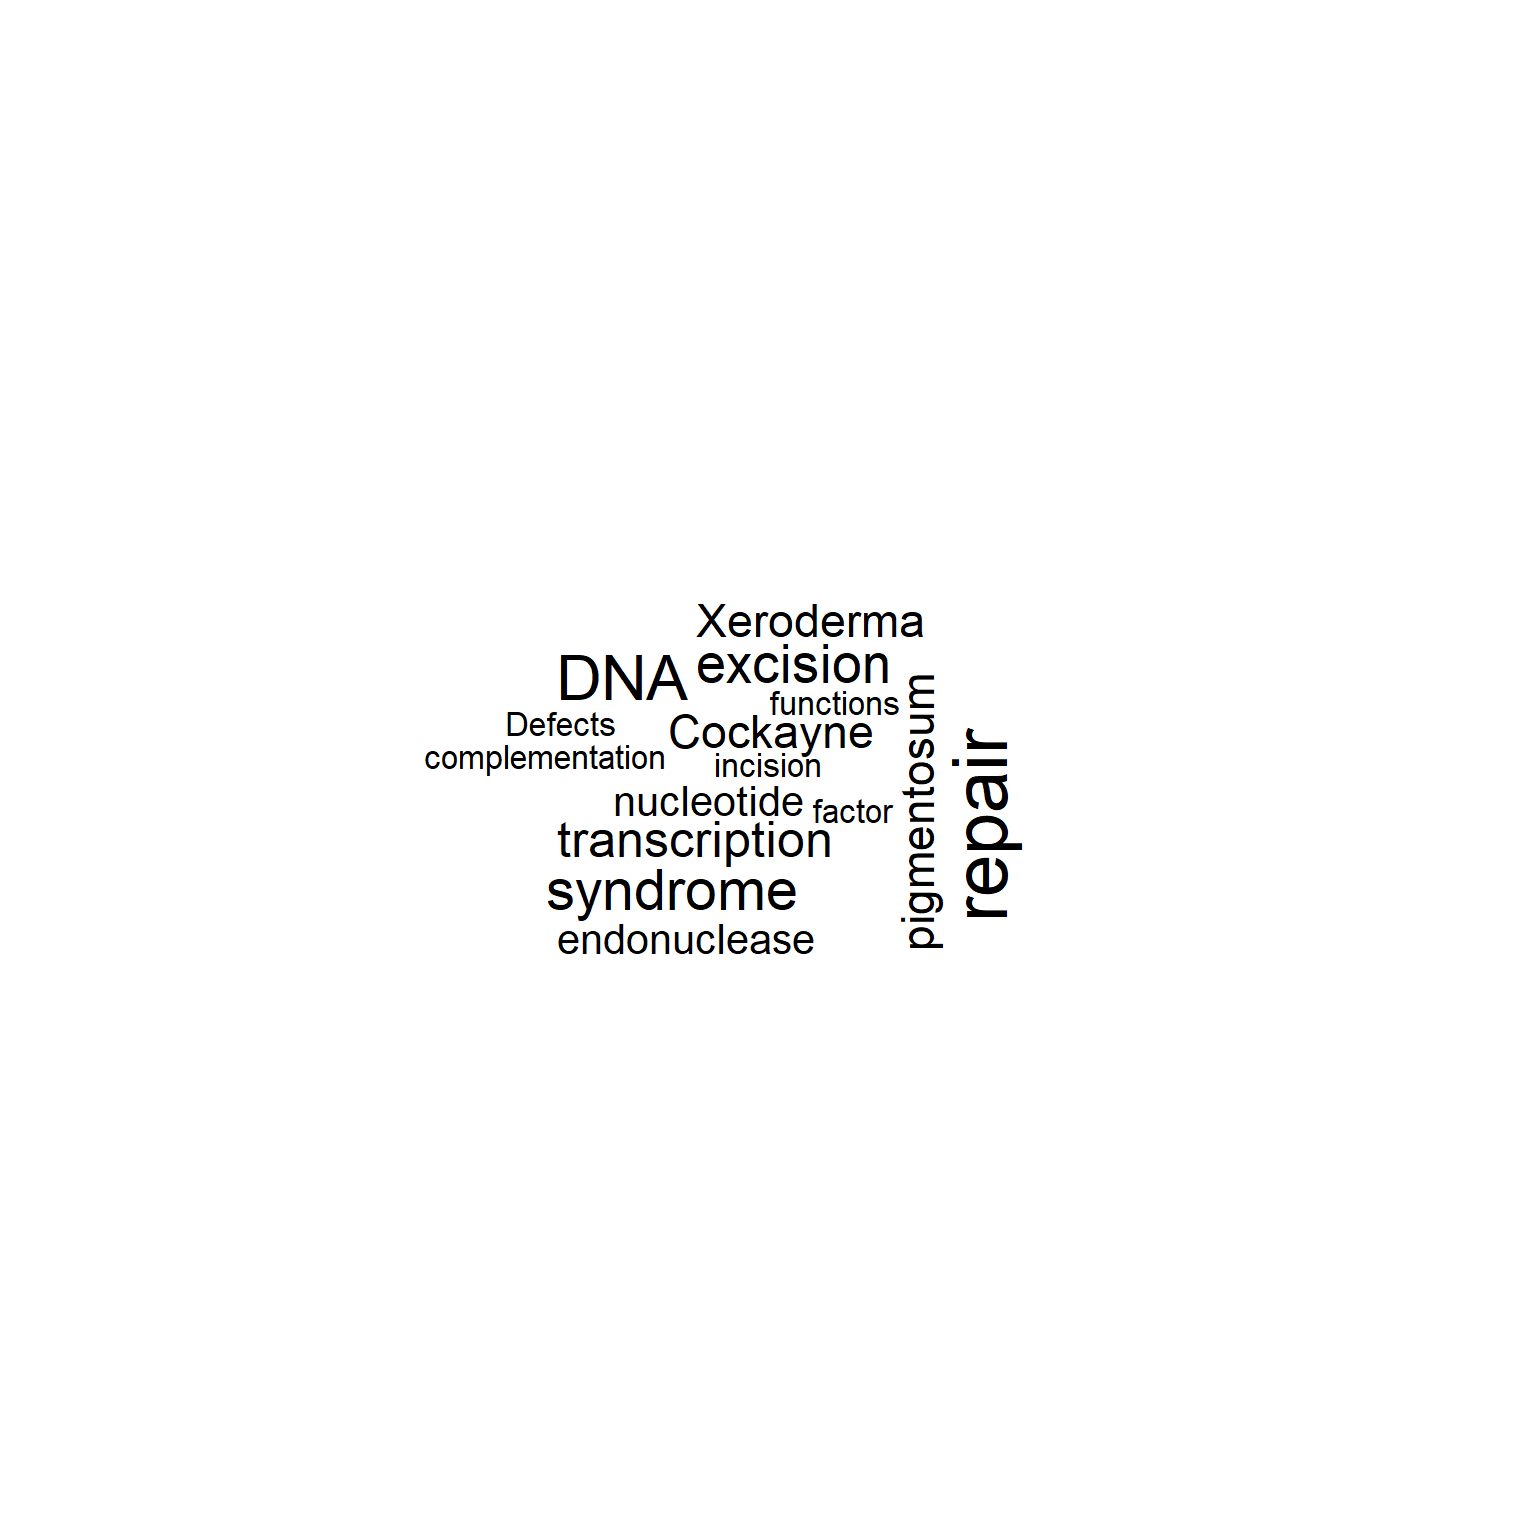 Xeroderma
DNA excision
functions
Defects Cockayne
complementation incision
nucleotide factor
transcription
syndrome
endonuclease
pigmentosum
repair